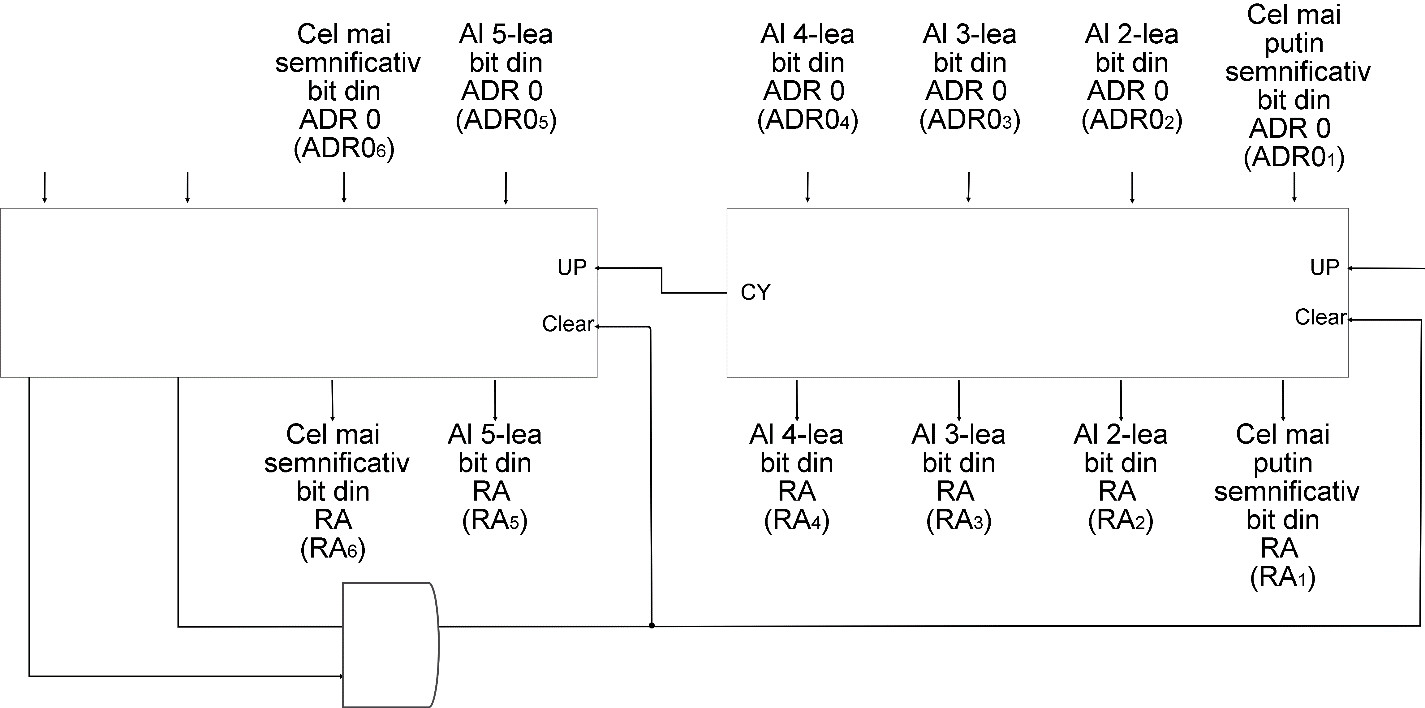 Cel mai
semnificativ
bit din
ADR 0
(ADR0₆)
Al 5-lea
bit din
ADR 0
(ADR0₅)
Al 4-lea
bit din
ADR 0
(ADR0₄)
Al 3-lea
bit din
ADR 0
(ADR0₃)
Al 2-lea
bit din
ADR 0
(ADR0₂)
Cel mai
putin
semnificativ
bit din
ADR 0
(ADR0₁)
UP
Clear
CY
UP
Clear
Cel mai
semnificativ
bit din
RA
(RA₆)
Al 5-lea
bit din
RA
(RA₅)
Al 4-lea
bit din
RA
(RA₄)
Al 3-lea
bit din
RA
(RA₃)
Al 2-lea
bit din
RA
(RA₂)
Cel mai
putin
semnificativ
bit din
RA
(RA₁)